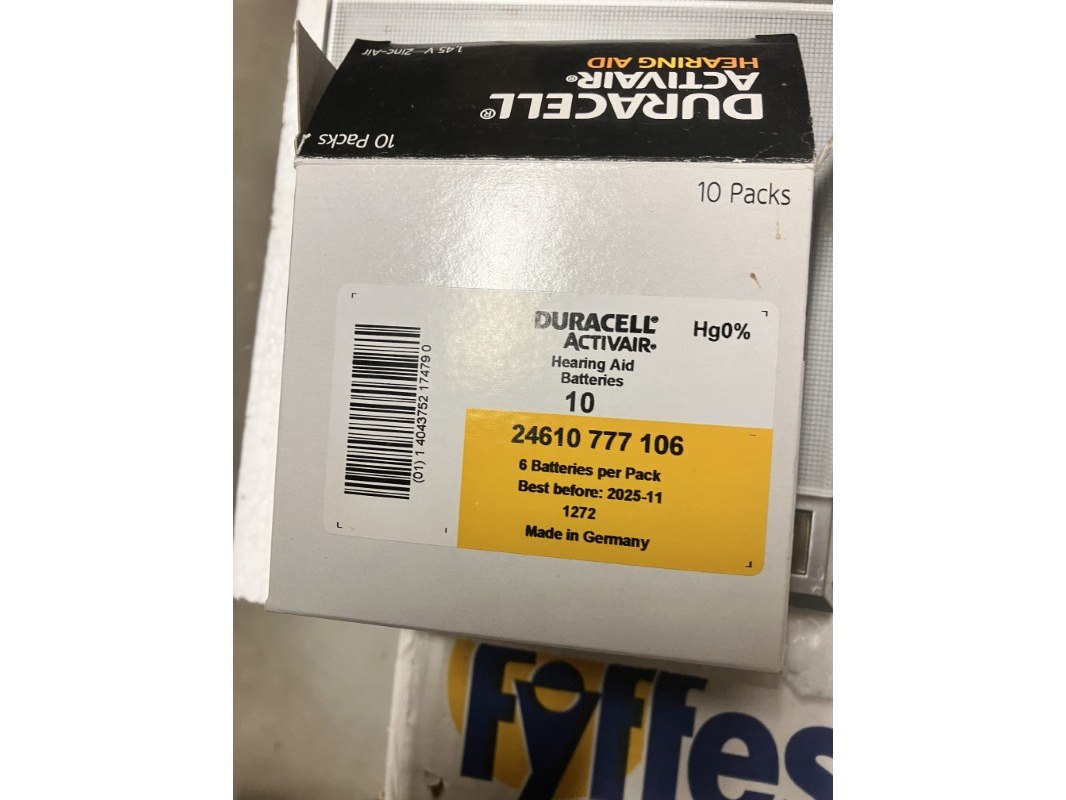 1.45 V–Zinc-Air
HEARING AID
ACTIVAIR®
DURACELL®
10 Packs
10 Packs
DURACELL®
ACTIVAIR®
Hg0%
Hearing Aid
Batteries
10
24610 777 106
6 Batteries per Pack
Best before: 2025-11
1272
Made in Germany
(01) 1 4043752 17479 0
Fyffes